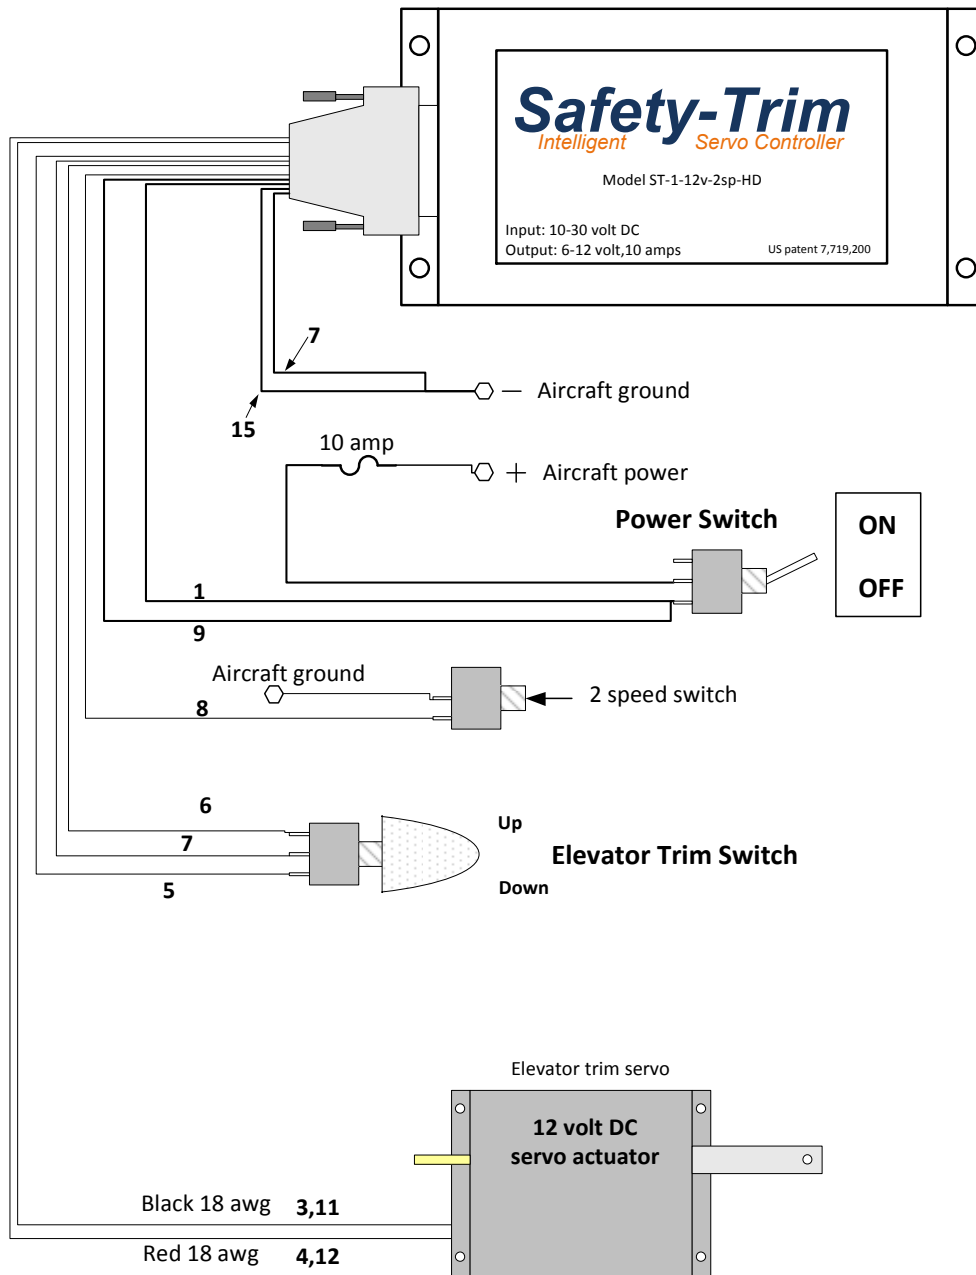 Safety-Trim
Intelligent Servo Controller
Model ST-1-12v-2sp-HD
Input: 10-30 volt DC
Output: 6-12 volt,10 amps
US patent 7,719,200
7
— Aircraft ground
15
10 amp
+ Aircraft power
Power Switch
ON
OFF
1
9
Aircraft ground
2 speed switch
8
6
Up
7
Elevator Trim Switch
5
Down
Elevator trim servo
12 volt DC
servo actuator
Black 18 awg 3,11
Red 18 awg 4,12